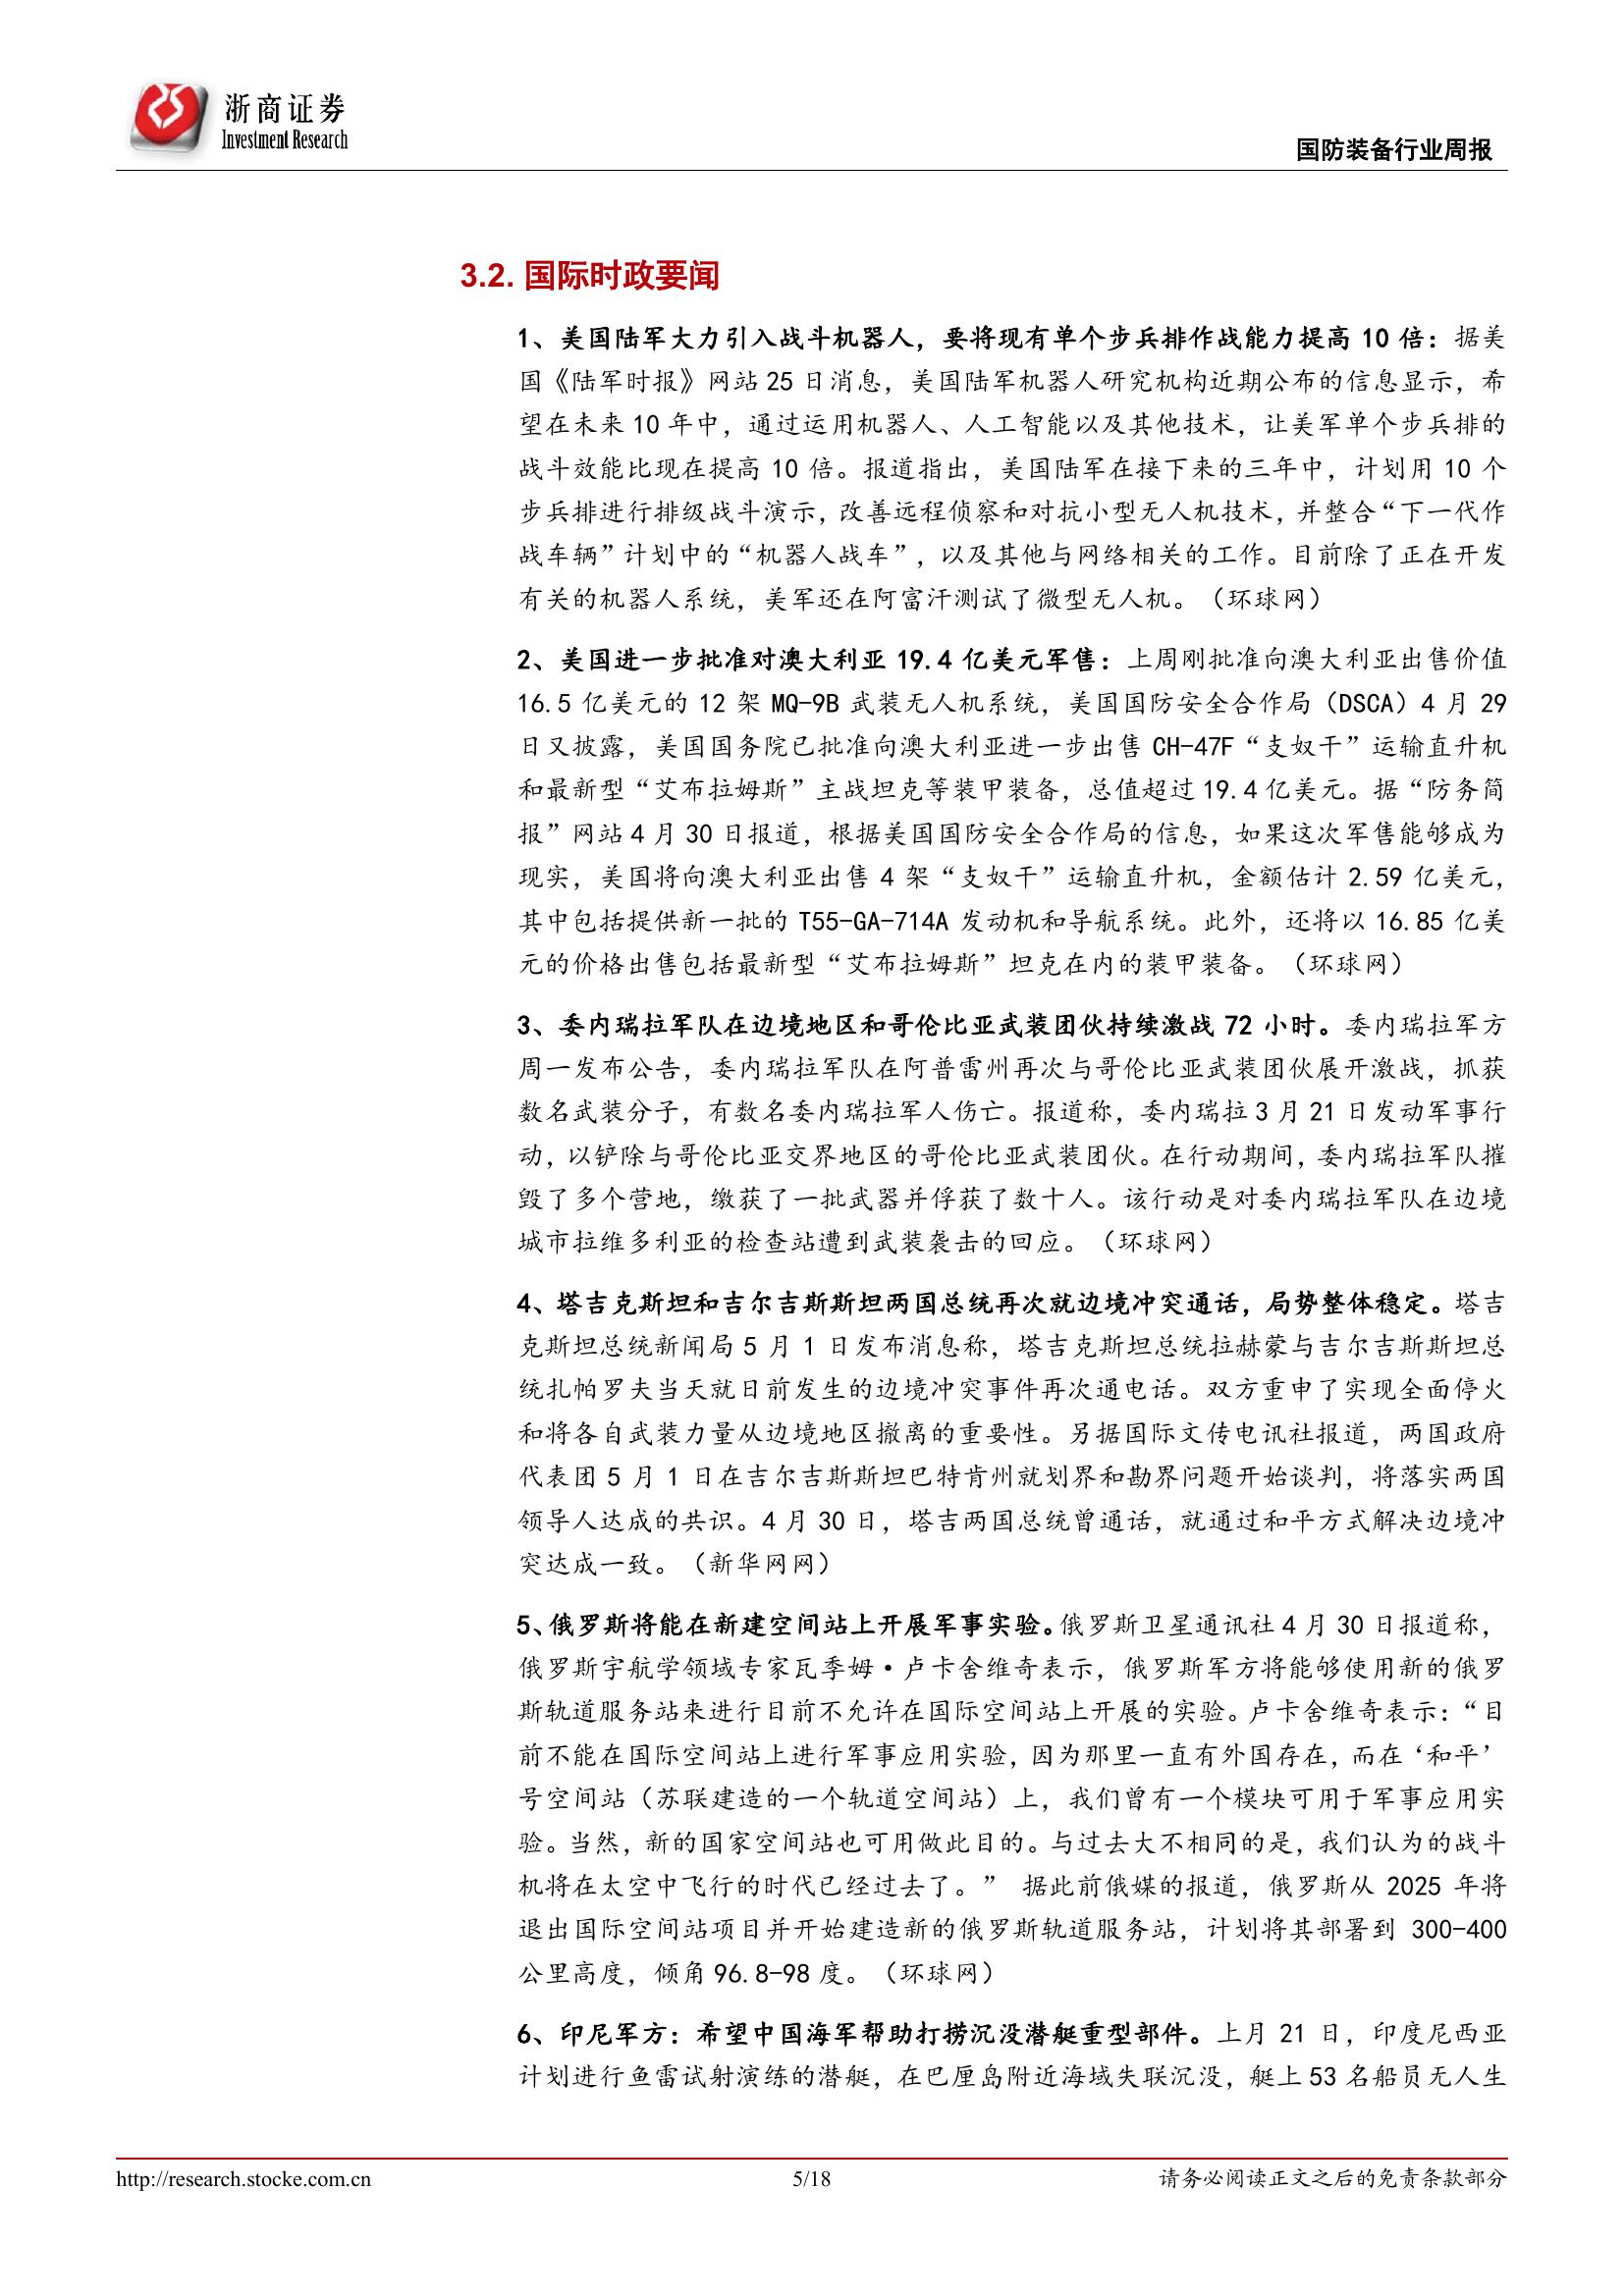 浙商证券
Investment Research
国防装备行业周报
3.2. 国际时政要闻
1、美国陆军大力引入战斗机器人，要将现有单个步兵排作战能力提高 10 倍：据美
国《陆军时报》网站 25 日消息，美国陆军机器人研究机构近期公布的信息显示，希
望在未来 10 年中，通过运用机器人、人工智能以及其他技术，让美军单个步兵排的
战斗效能比现在提高 10 倍。报道指出，美国陆军在接下来的三年中，计划用 10 个
步兵排进行排级战斗演示，改善远程侦察和对抗小型无人机技术，并整合“下一代作
战车辆”计划中的“机器人战车”，以及其他与网络相关的工作。目前除了正在开发
有关的机器人系统，美军还在阿富汗测试了微型无人机。（环球网）
2、美国进一步批准对澳大利亚 19.4 亿美元军售：上周刚批准向澳大利亚出售价值
16.5 亿美元的 12 架 MQ-9B 武装无人机系统，美国国防安全合作局（DSCA）4 月 29
日又披露，美国国务院已批准向澳大利亚进一步出售 CH-47F“支奴干”运输直升机
和最新型“艾布拉姆斯”主战坦克等装甲装备，总值超过 19.4 亿美元。据“防务简
报”网站 4 月 30 日报道，根据美国国防安全合作局的信息，如果这次军售能够成为
现实，美国将向澳大利亚出售 4 架“支奴干”运输直升机，金额估计 2.59 亿美元，
其中包括提供新一批的 T55-GA-714A 发动机和导航系统。此外，还将以 16.85 亿美
元的价格出售包括最新型“艾布拉姆斯”坦克在内的装甲装备。（环球网）
3、委内瑞拉军队在边境地区和哥伦比亚武装团伙持续激战 72 小时。委内瑞拉军方
周一发布公告，委内瑞拉军队在阿普雷州再次与哥伦比亚武装团伙展开激战，抓获
数名武装分子，有数名委内瑞拉军人伤亡。报道称，委内瑞拉 3 月 21 日发动军事行
动，以铲除与哥伦比亚交界地区的哥伦比亚武装团伙。在行动期间，委内瑞拉军队摧
毁了多个营地，缴获了一批武器并俘获了数十人。该行动是对委内瑞拉军队在边境
城市拉维多利亚的检查站遭到武装袭击的回应。（环球网）
4、塔吉克斯坦和吉尔吉斯斯坦两国总统再次就边境冲突通话，局势整体稳定。塔吉
克斯坦总统新闻局 5 月 1 日发布消息称，塔吉克斯坦总统拉赫蒙与吉尔吉斯斯坦总
统扎帕罗夫当天就日前发生的边境冲突事件再次通电话。双方重申了实现全面停火
和将各自武装力量从边境地区撤离的重要性。另据国际文传电讯社报道，两国政府
代表团 5 月 1 日在吉尔吉斯斯坦巴特肯州就划界和勘界问题开始谈判，将落实两国
领导人达成的共识。4 月 30 日，塔吉两国总统曾通话，就通过和平方式解决边境冲
突达成一致。（新华网网）
5、俄罗斯将能在新建空间站上开展军事实验。俄罗斯卫星通讯社 4 月 30 日报道称，
俄罗斯宇航学领域专家瓦季姆·卢卡舍维奇表示，俄罗斯军方将能够使用新的俄罗
斯轨道服务站来进行目前不允许在国际空间站上开展的实验。卢卡舍维奇表示：“目
前不能在国际空间站上进行军事应用实验，因为那里一直有外国存在，而在‘和平’
号空间站（苏联建造的一个轨道空间站）上，我们曾有一个模块可用于军事应用实
验。当然，新的国家空间站也可用做此目的。与过去大不相同的是，我们认为的战斗
机将在太空中飞行的时代已经过去了。” 据此前俄媒的报道，俄罗斯从 2025 年将
退出国际空间站项目并开始建造新的俄罗斯轨道服务站，计划将其部署到 300-400
公里高度，倾角 96.8-98 度。（环球网）
6、印尼军方：希望中国海军帮助打捞沉没潜艇重型部件。上月 21 日，印度尼西亚
计划进行鱼雷试射演练的潜艇，在巴厘岛附近海域失联沉没，艇上 53 名船员无人生
http://research.stocke.com.cn
5/18
请务必阅读正文之后的免责条款部分